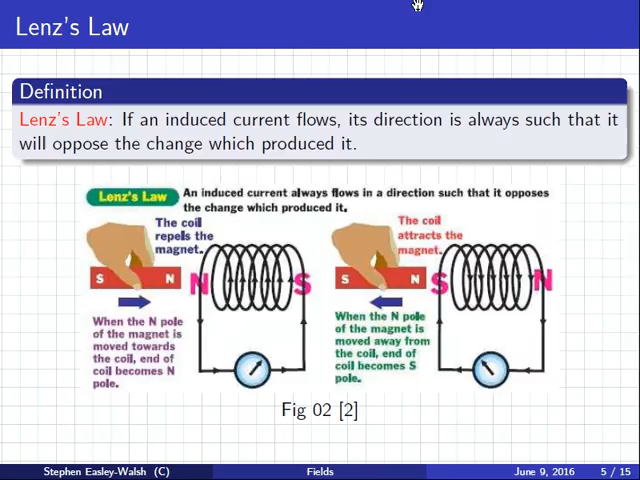 Lenz's Law
Definition
Lenz's Law: If an induced current flows, its direction is always such that it
will oppose the change which produced it.
Lenz's Law An induced current always flows in a direction such that it opposes
the change which produced it.
The coil
repels the
magnet.
S N
N S
When the N pole
of the magnet is
moved towards
the coil, end of
coil becomes N
pole.
The coil
attracts the
magnet.
S N
S N
When the N pole
of the magnet is
moved away from
the coil, end of
coil becomes S
pole.
Fig 02 [2]
Stephen Easley-Walsh (C) Fields June 9, 2016 5 / 15